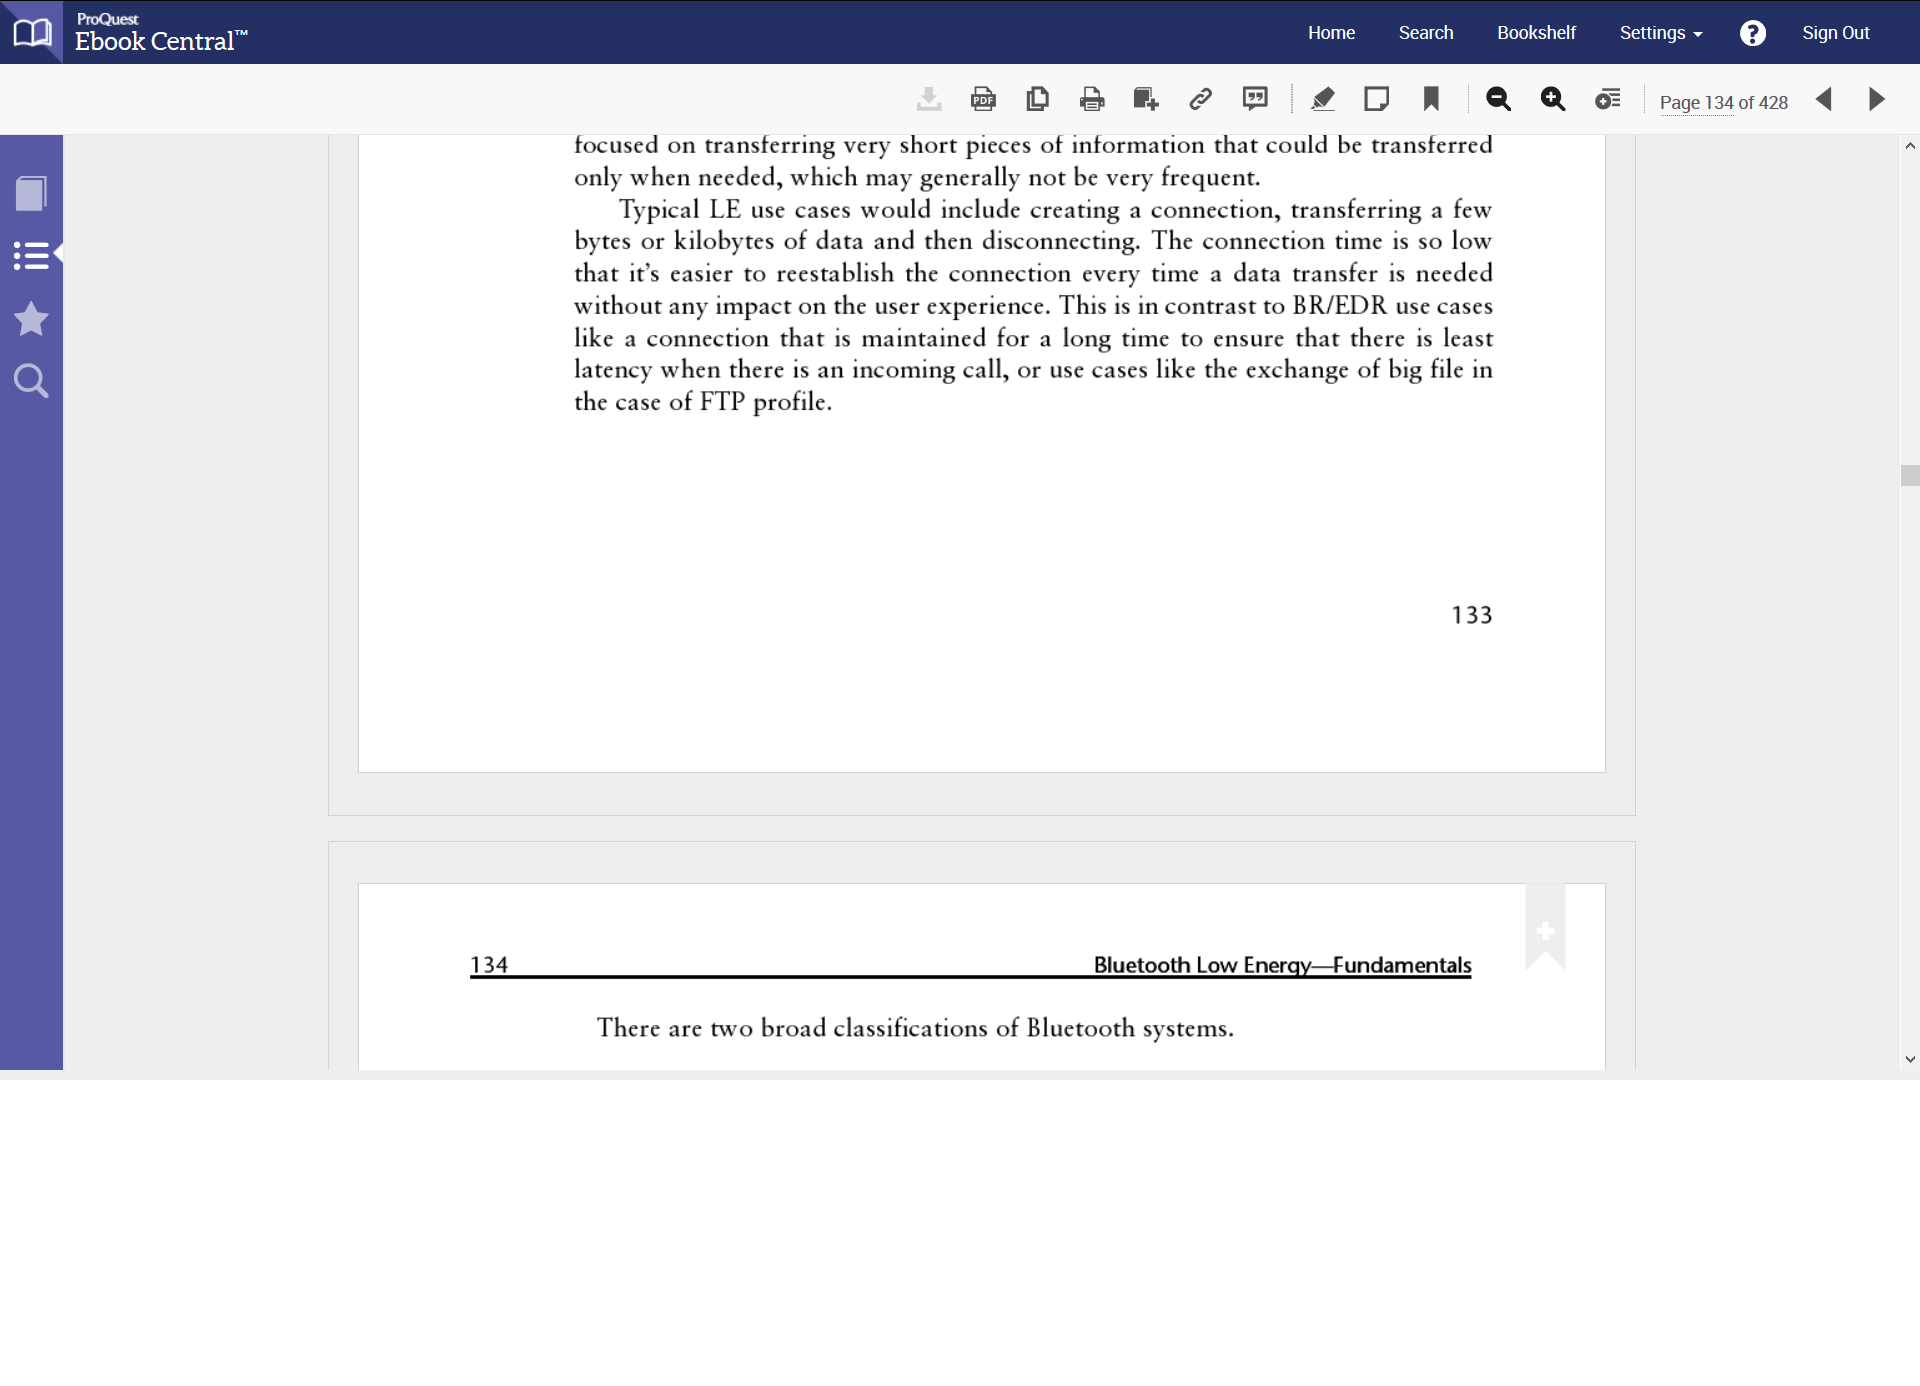 ProQuest
Ebook Central™
Home
Search
Bookshelf
Settings
?
Sign Out
PDF
Page 134 of 428
focused on transferring very short pieces of information that could be transferred
only when needed, which may generally not be very frequent.
Typical LE use cases would include creating a connection, transferring a few
bytes or kilobytes of data and then disconnecting. The connection time is so low
that it’s easier to reestablish the connection every time a data transfer is needed
without any impact on the user experience. This is in contrast to BR/EDR use cases
like a connection that is maintained for a long time to ensure that there is least
latency when there is an incoming call, or use cases like the exchange of big file in
the case of FTP profile.
133
134
Bluetooth Low Energy—Fundamentals
There are two broad classifications of Bluetooth systems.